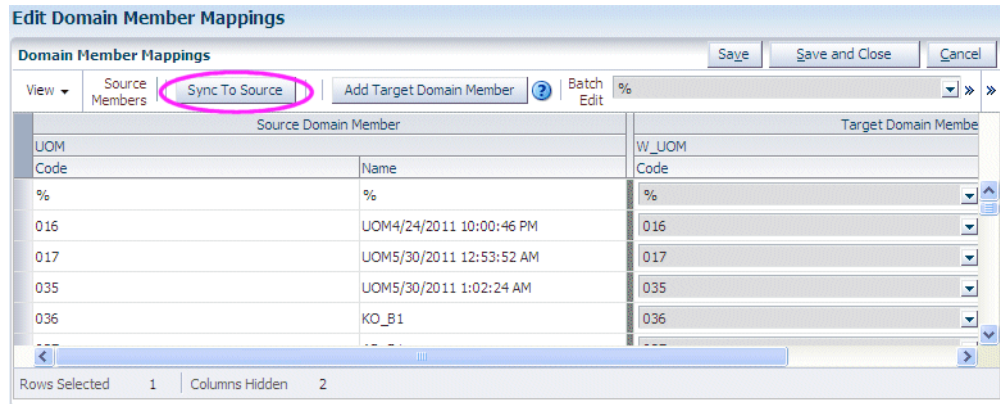 Edit Domain Member Mappings
Domain Member Mappings Save Save and Close Cancel
View Source Members Sync To Source Add Target Domain Member ? Batch Edit % » »
Source Domain Member Target Domain Membe
UOM W_UOM
Code Name Code
% % %
016 UOM4/24/2011 10:00:46 PM 016
017 UOM5/30/2011 12:53:52 AM 017
035 UOM5/30/2011 1:02:24 AM 035
036 KO_B1 036
Rows Selected 1 Columns Hidden 2